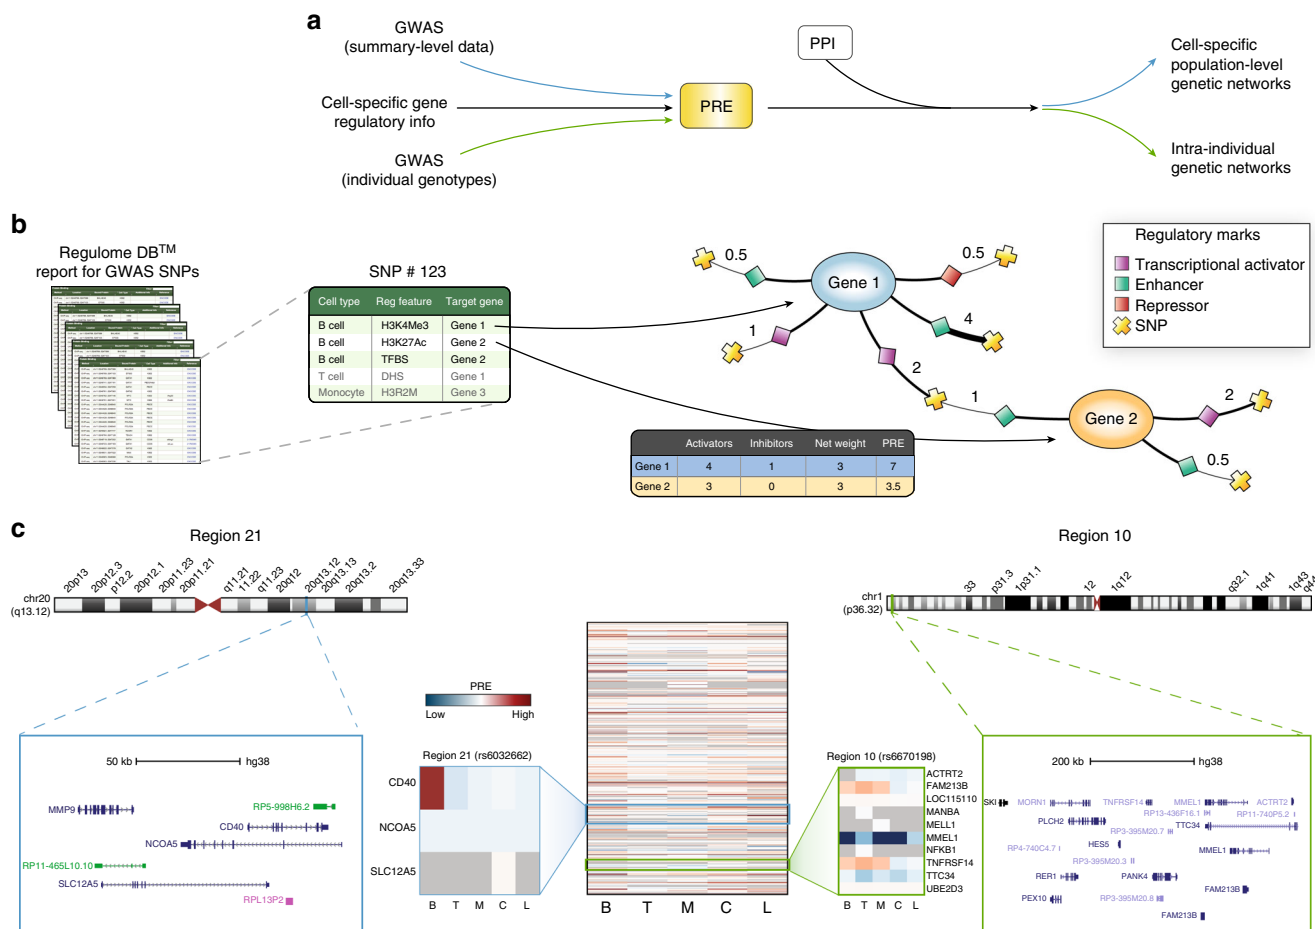 a
GWAS
(summary-level data)
Cell-specific gene
regulatory info
GWAS
(individual genotypes)
PRE
PPI
Cell-specific
population-level
genetic networks
Intra-individual
genetic networks
b
Regulome DBTM
report for GWAS SNPs
SNP # 123
Cell type Reg feature Target gene
B cell H3K4Me3 Gene 1
B cell H3K27Ac Gene 2
B cell TFBS Gene 2
T cell DHS Gene 1
Monocyte H3R2M Gene 3
0.5
0.5
Gene 1
1
4
2
1
Gene 2
2
0.5
Activators Inhibitors Net weight PRE
Gene 1 4 1 3 7
Gene 2 3 0 3 3.5
Regulatory marks
Transcriptional activator
Enhancer
Repressor
SNP
c
Region 21
20p13 20p12.3 p12.2 20p12.1 20p11.23 20p11.21 q11.21 11.22 q11.23 20q12 20q13.12 20q13.13 20q13.2 20q13.33
chr20
(q13.12)
50 kb hg38
MMP9
RP5-998H6.2
CD40
NCOA5
RP11-465L10.10
SLC12A5
RPL13P2
PRE
Low High
Region 21 (rs6032662)
CD40
NCOA5
SLC12A5
B T M C L
B T M C L
Region 10 (rs6670198)
ACTRT2
FAM213B
LOC115110
MANBA
MELL1
MMEL1
NFKB1
TNFRSF14
TTC34
UBE2D3
B T M C L
Region 10
33 p31.3 1p31.1 12 1q12 q32.1 1q41 1q43 q44
chr1
(p36.32)
200 kb hg38
SKI MORN1 TNFRSF14 MMEL1 ACTRT2
RP13-436F16.1 RP11-740P5.2
PLCH2 RP3-395M20.7 TTC34
RP4-740C4.7 HES5 MMEL1
RP3-395M20.3
RER1 PANK4
PEX10 RP3-395M20.8 FAM213B
FAM213B